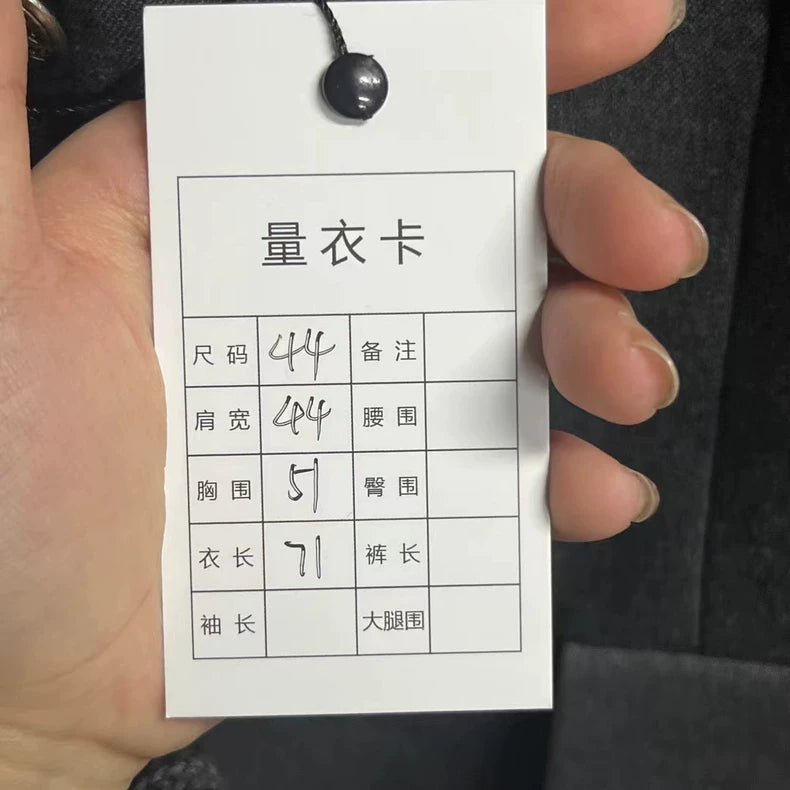 量衣卡
尺码 44 备注
肩宽 44 腰围
胸围 51 臀围
衣长 71 裤长
袖长 大腿围